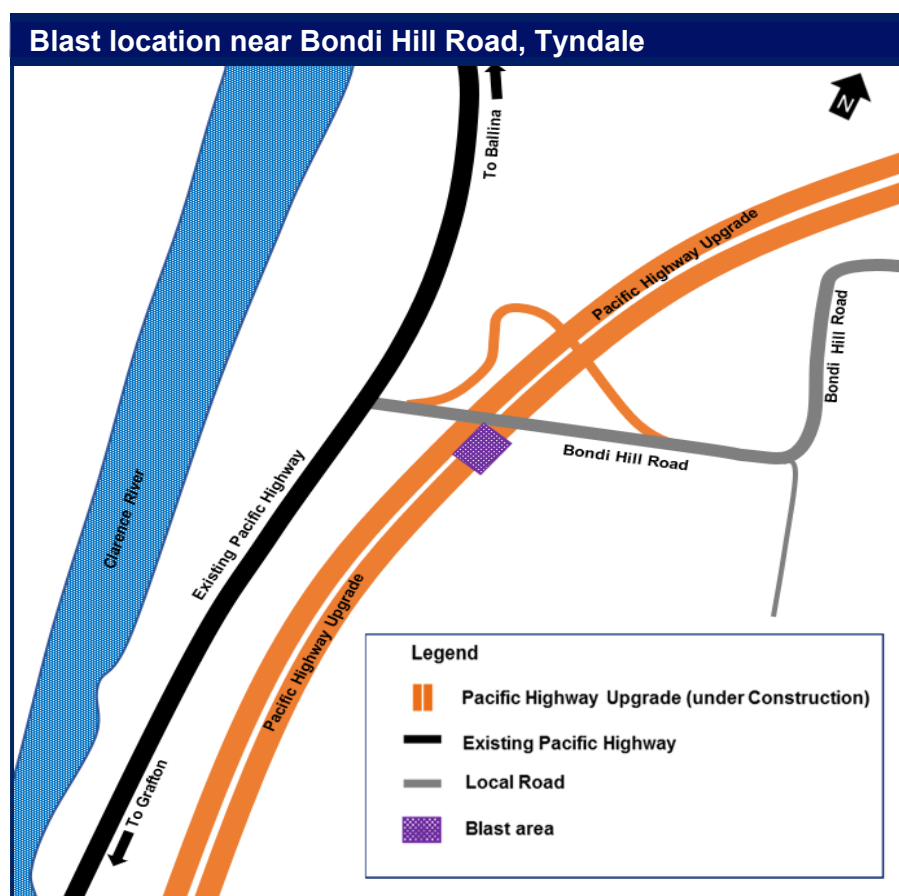 Blast location near Bondi Hill Road, Tyndale
N
To Ballina
Pacific Highway Upgrade
Bondi Hill Road
Bondi Hill Road
Clarence River
Existing Pacific Highway
Pacific Highway Upgrade
To Grafton
Legend
Pacific Highway Upgrade (under Construction)
Existing Pacific Highway
Local Road
Blast area